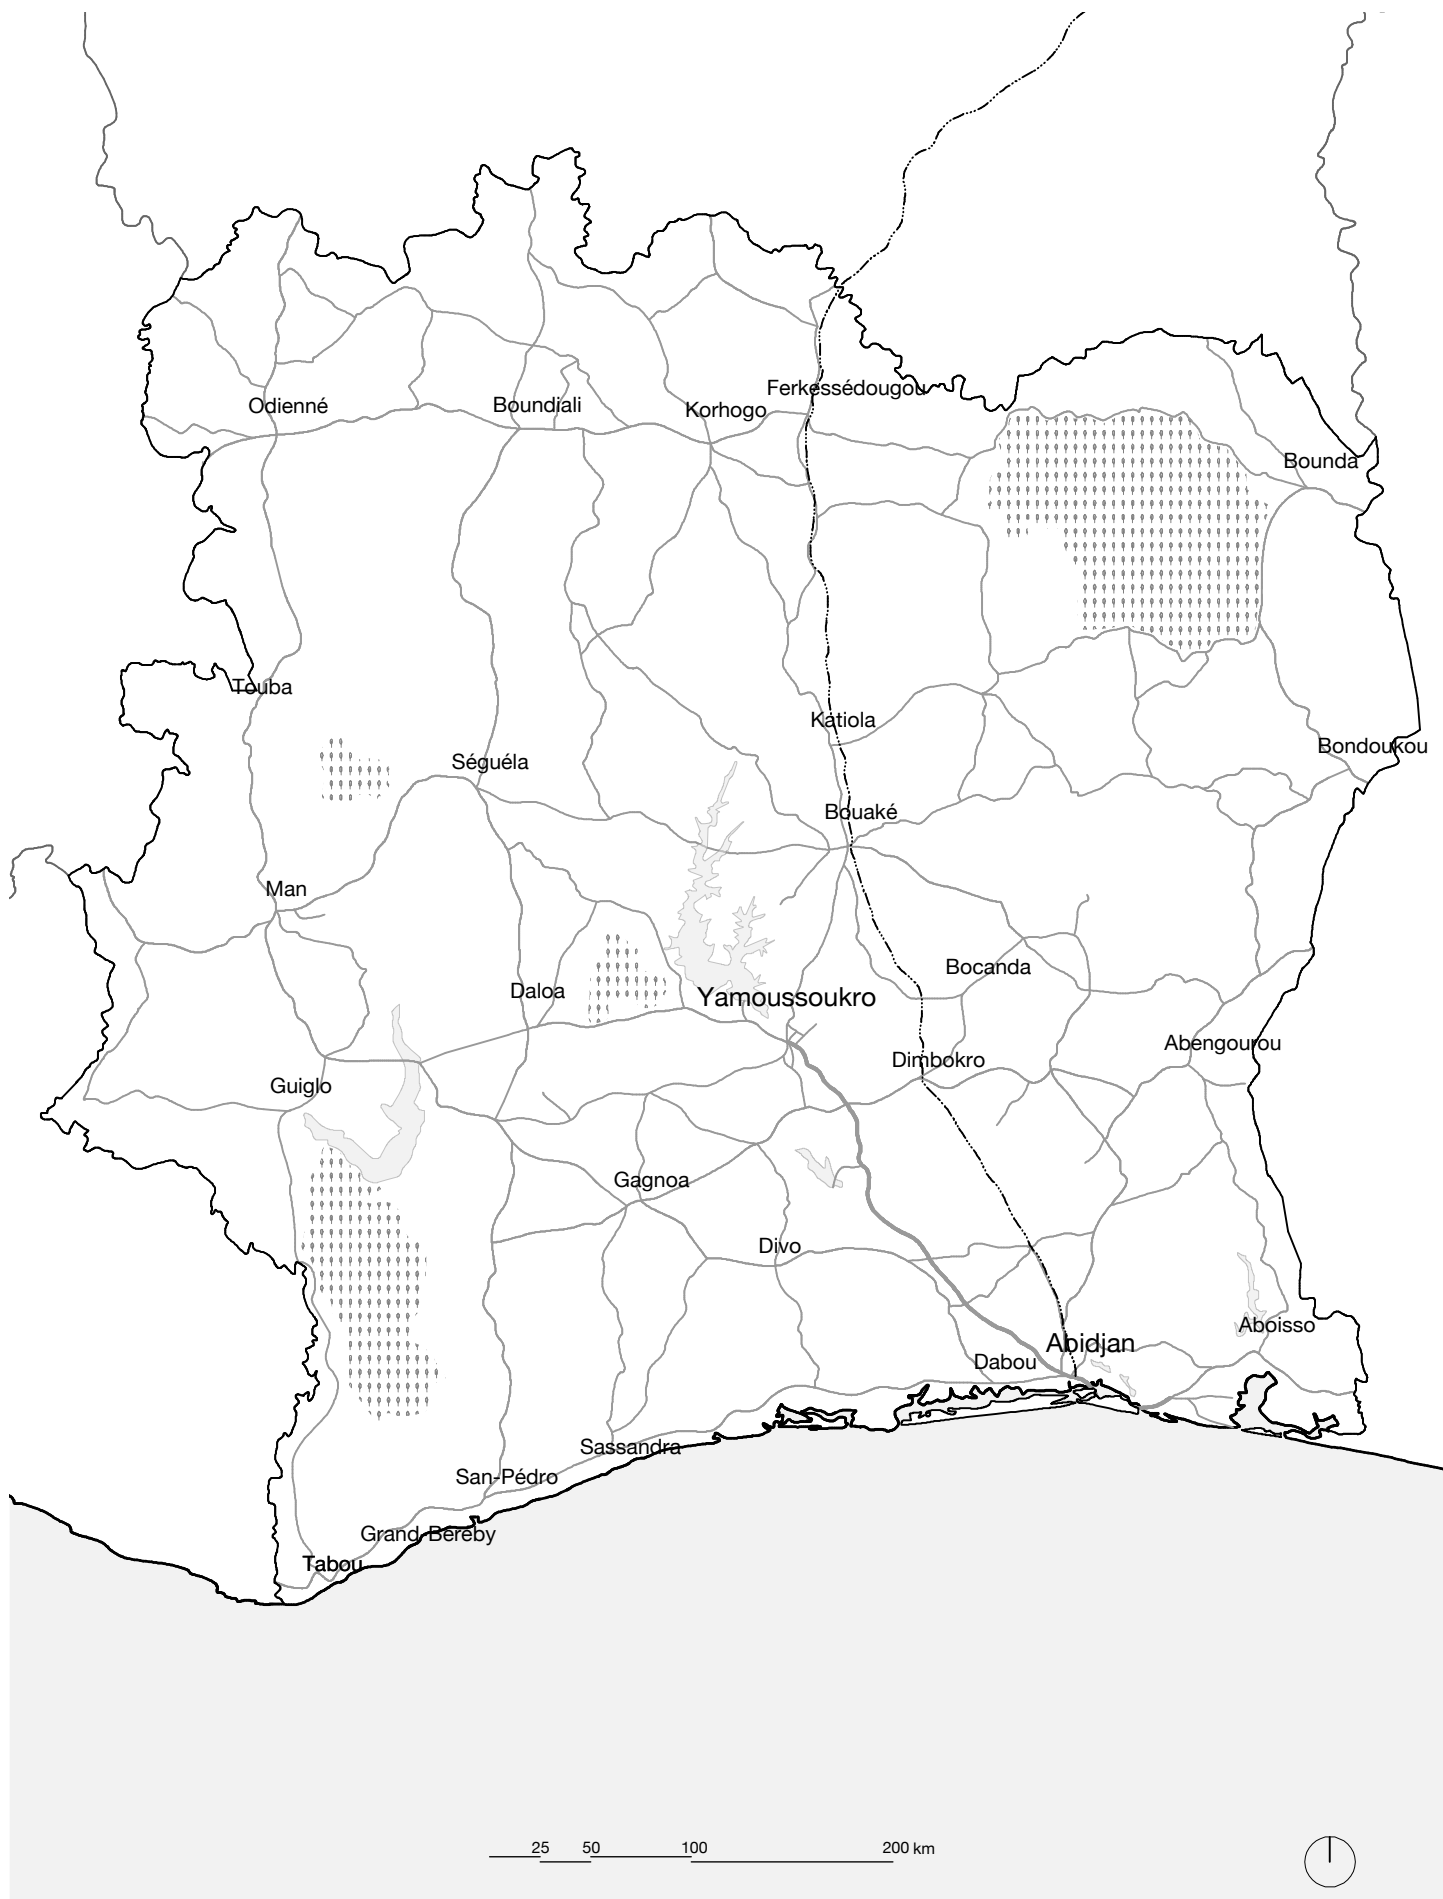 Ferkessédougou
Odienné
Boundiali
Korhogo
Bounda
Touba
Katiola
Bondoukou
Séguéla
Bouaké
Man
Bocanda
Daloa
Yamoussoukro
Abengourou
Dimbokro
Guiglo
Gagnoa
Divo
Aboisso
Abidjan
Dabou
Sassandra
San-Pédro
Grand Béréby
Tabou
25 50 100 200 km